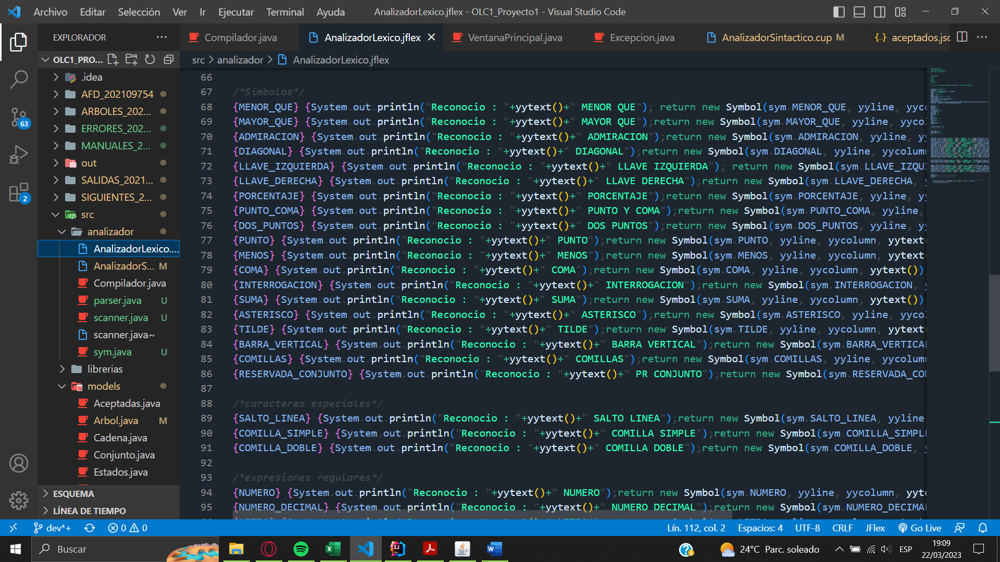 Archivo Editar Selección Ver Ir Ejecutar Terminal Ayuda AnalizadorLexico.jflex - OLC1_Proyecto1 - Visual Studio Code
EXPLORADOR
Compilador.java AnalizadorLexico.jflex VentanaPrincipal.java Excepcion.java AnalizadorSintactico.cup M {..} aceptados.jsc
OLC1_PRO...
src > analizador > AnalizadorLexico.jflex
.idea
AFD_202109754
ARBOLES_202...
ERRORES_202...
MANUALES_2...
out
SALIDAS_2021...
SIGUIENTES_2...
src
analizador
AnalizadorLexico....
AnalizadorS... M
Compilador.java
parser.java U
scanner.java U
scanner.java~
sym.java U
librerias
models
Aceptadas.java
Arbol.java M
Cadena.java
Conjunto.java
Estados.java
ESQUEMA
LÍNEA DE TIEMPO
63
2
66
67 /*Simbolos*/
68 {MENOR_QUE} {System.out.println("Reconocio : "+yytext()+" MENOR QUE"); return new Symbol(sym.MENOR_QUE, yyline, yyco
69 {MAYOR_QUE} {System.out.println("Reconocio : "+yytext()+" MAYOR QUE");return new Symbol(sym.MAYOR_QUE, yyline, yycol
70 {ADMIRACION} {System.out.println("Reconocio : "+yytext()+" ADMIRACION");return new Symbol(sym.ADMIRACION, yyline, yy
71 {DIAGONAL} {System.out.println("Reconocio : "+yytext()+" DIAGONAL");return new Symbol(sym.DIAGONAL, yyline, yycolumn
72 {LLAVE_IZQUIERDA} {System.out.println("Reconocio : "+yytext()+" LLAVE IZQUIERDA"); return new Symbol(sym.LLAVE_IZQUI
73 {LLAVE_DERECHA} {System.out.println("Reconocio : "+yytext()+" LLAVE DERECHA");return new Symbol(sym.LLAVE_DERECHA, y
74 {PORCENTAJE} {System.out.println("Reconocio : "+yytext()+" PORCENTAJE");return new Symbol(sym.PORCENTAJE, yyline, yy
75 {PUNTO_COMA} {System.out.println("Reconocio : "+yytext()+" PUNTO Y COMA");return new Symbol(sym.PUNTO_COMA, yyline,
76 {DOS_PUNTOS} {System.out.println("Reconocio : "+yytext()+" DOS PUNTOS");return new Symbol(sym.DOS_PUNTOS, yyline, yy
77 {PUNTO} {System.out.println("Reconocio : "+yytext()+" PUNTO");return new Symbol(sym.PUNTO, yyline, yycolumn, yytext(
78 {MENOS} {System.out.println("Reconocio : "+yytext()+" MENOS");return new Symbol(sym.MENOS, yyline, yycolumn, yytext(
79 {COMA} {System.out.println("Reconocio : "+yytext()+" COMA");return new Symbol(sym.COMA, yyline, yycolumn, yytext())
80 {INTERROGACION} {System.out.println("Reconocio : "+yytext()+" INTERROGACION");return new Symbol(sym.INTERROGACION, y
81 {SUMA} {System.out.println("Reconocio : "+yytext()+" SUMA");return new Symbol(sym.SUMA, yyline, yycolumn, yytext())
82 {ASTERISCO} {System.out.println("Reconocio : "+yytext()+" ASTERISCO");return new Symbol(sym.ASTERISCO, yyline, yycol
83 {TILDE} {System.out.println("Reconocio : "+yytext()+" TILDE");return new Symbol(sym.TILDE, yyline, yycolumn, yytext(
84 {BARRA_VERTICAL} {System.out.println("Reconocio : "+yytext()+" BARRA VERTICAL");return new Symbol(sym.BARRA_VERTICAL
85 {COMILLAS} {System.out.println("Reconocio : "+yytext()+" COMILLAS");return new Symbol(sym.COMILLAS, yyline, yycolumn
86 {RESERVADA_CONJUNTO} {System.out.println("Reconocio : "+yytext()+" PR CONJUNTO");return new Symbol(sym.RESERVADA_CON
87
88 /*caracteres especiales*/
89 {SALTO_LINEA} {System.out.println("Reconocio : "+yytext()+" SALTO LINEA");return new Symbol(sym.SALTO_LINEA, yyline
90 {COMILLA_SIMPLE} {System.out.println("Reconocio : "+yytext()+" COMILLA SIMPLE");return new Symbol(sym.COMILLA_SIMPLE
91 {COMILLA_DOBLE} {System.out.println("Reconocio : "+yytext()+" COMILLA DOBLE");return new Symbol(sym.COMILLA_DOBLE, y
92
93 /*expresiones regulares*/
94 {NUMERO} {System.out.println("Reconocio : "+yytext()+" NUMERO");return new Symbol(sym.NUMERO, yyline, yycolumn, yyte
95 {NUMERO_DECIMAL} {System.out.println("Reconocio : "+yytext()+" NUMERO DECIMAL");return new Symbol(sym.NUMERO_DECIMAL
dev*+ 0 0 Lín. 112, col. 2 Espacios: 4 UTF-8 CRLF JFlex Go Live
Buscar 24°C Parc. soleado ESP 19:09
22/03/2023